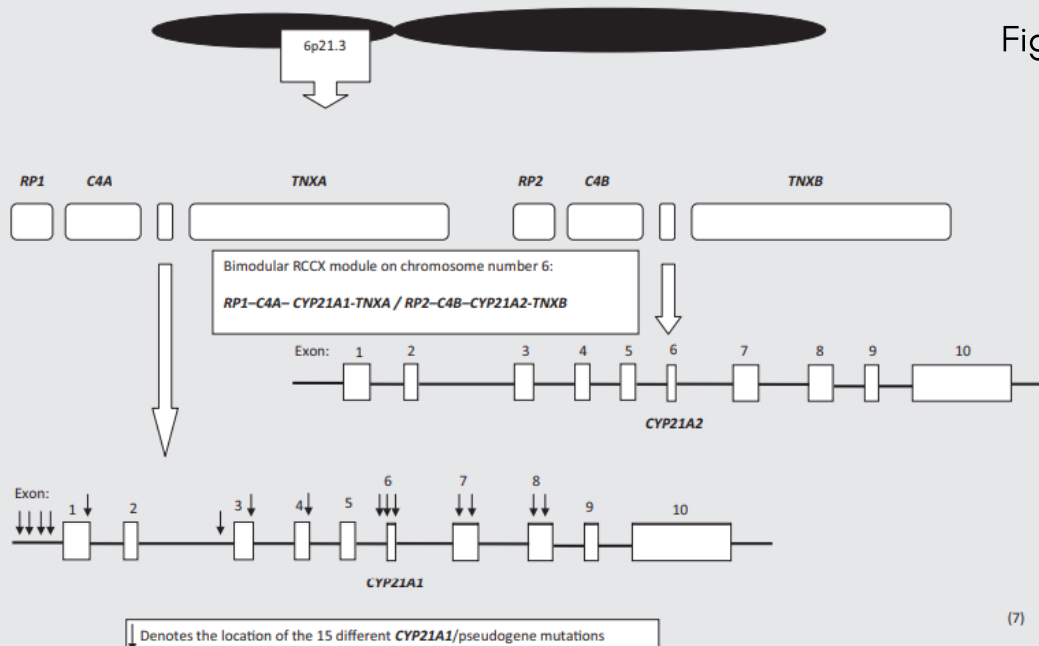 Fig
6p21.3
RP1 C4A TNXA RP2 C4B TNXB
Bimodular RCCX module on chromosome number 6:
RP1–C4A– CYP21A1-TNXA / RP2–C4B–CYP21A2-TNXB
Exon: 1 2 3 4 5 6 7 8 9 10
CYP21A2
Exon:
1 2 3 4 5 6 7 8 9 10
CYP21A1
(7)
Denotes the location of the 15 different CYP21A1/pseudogene mutations